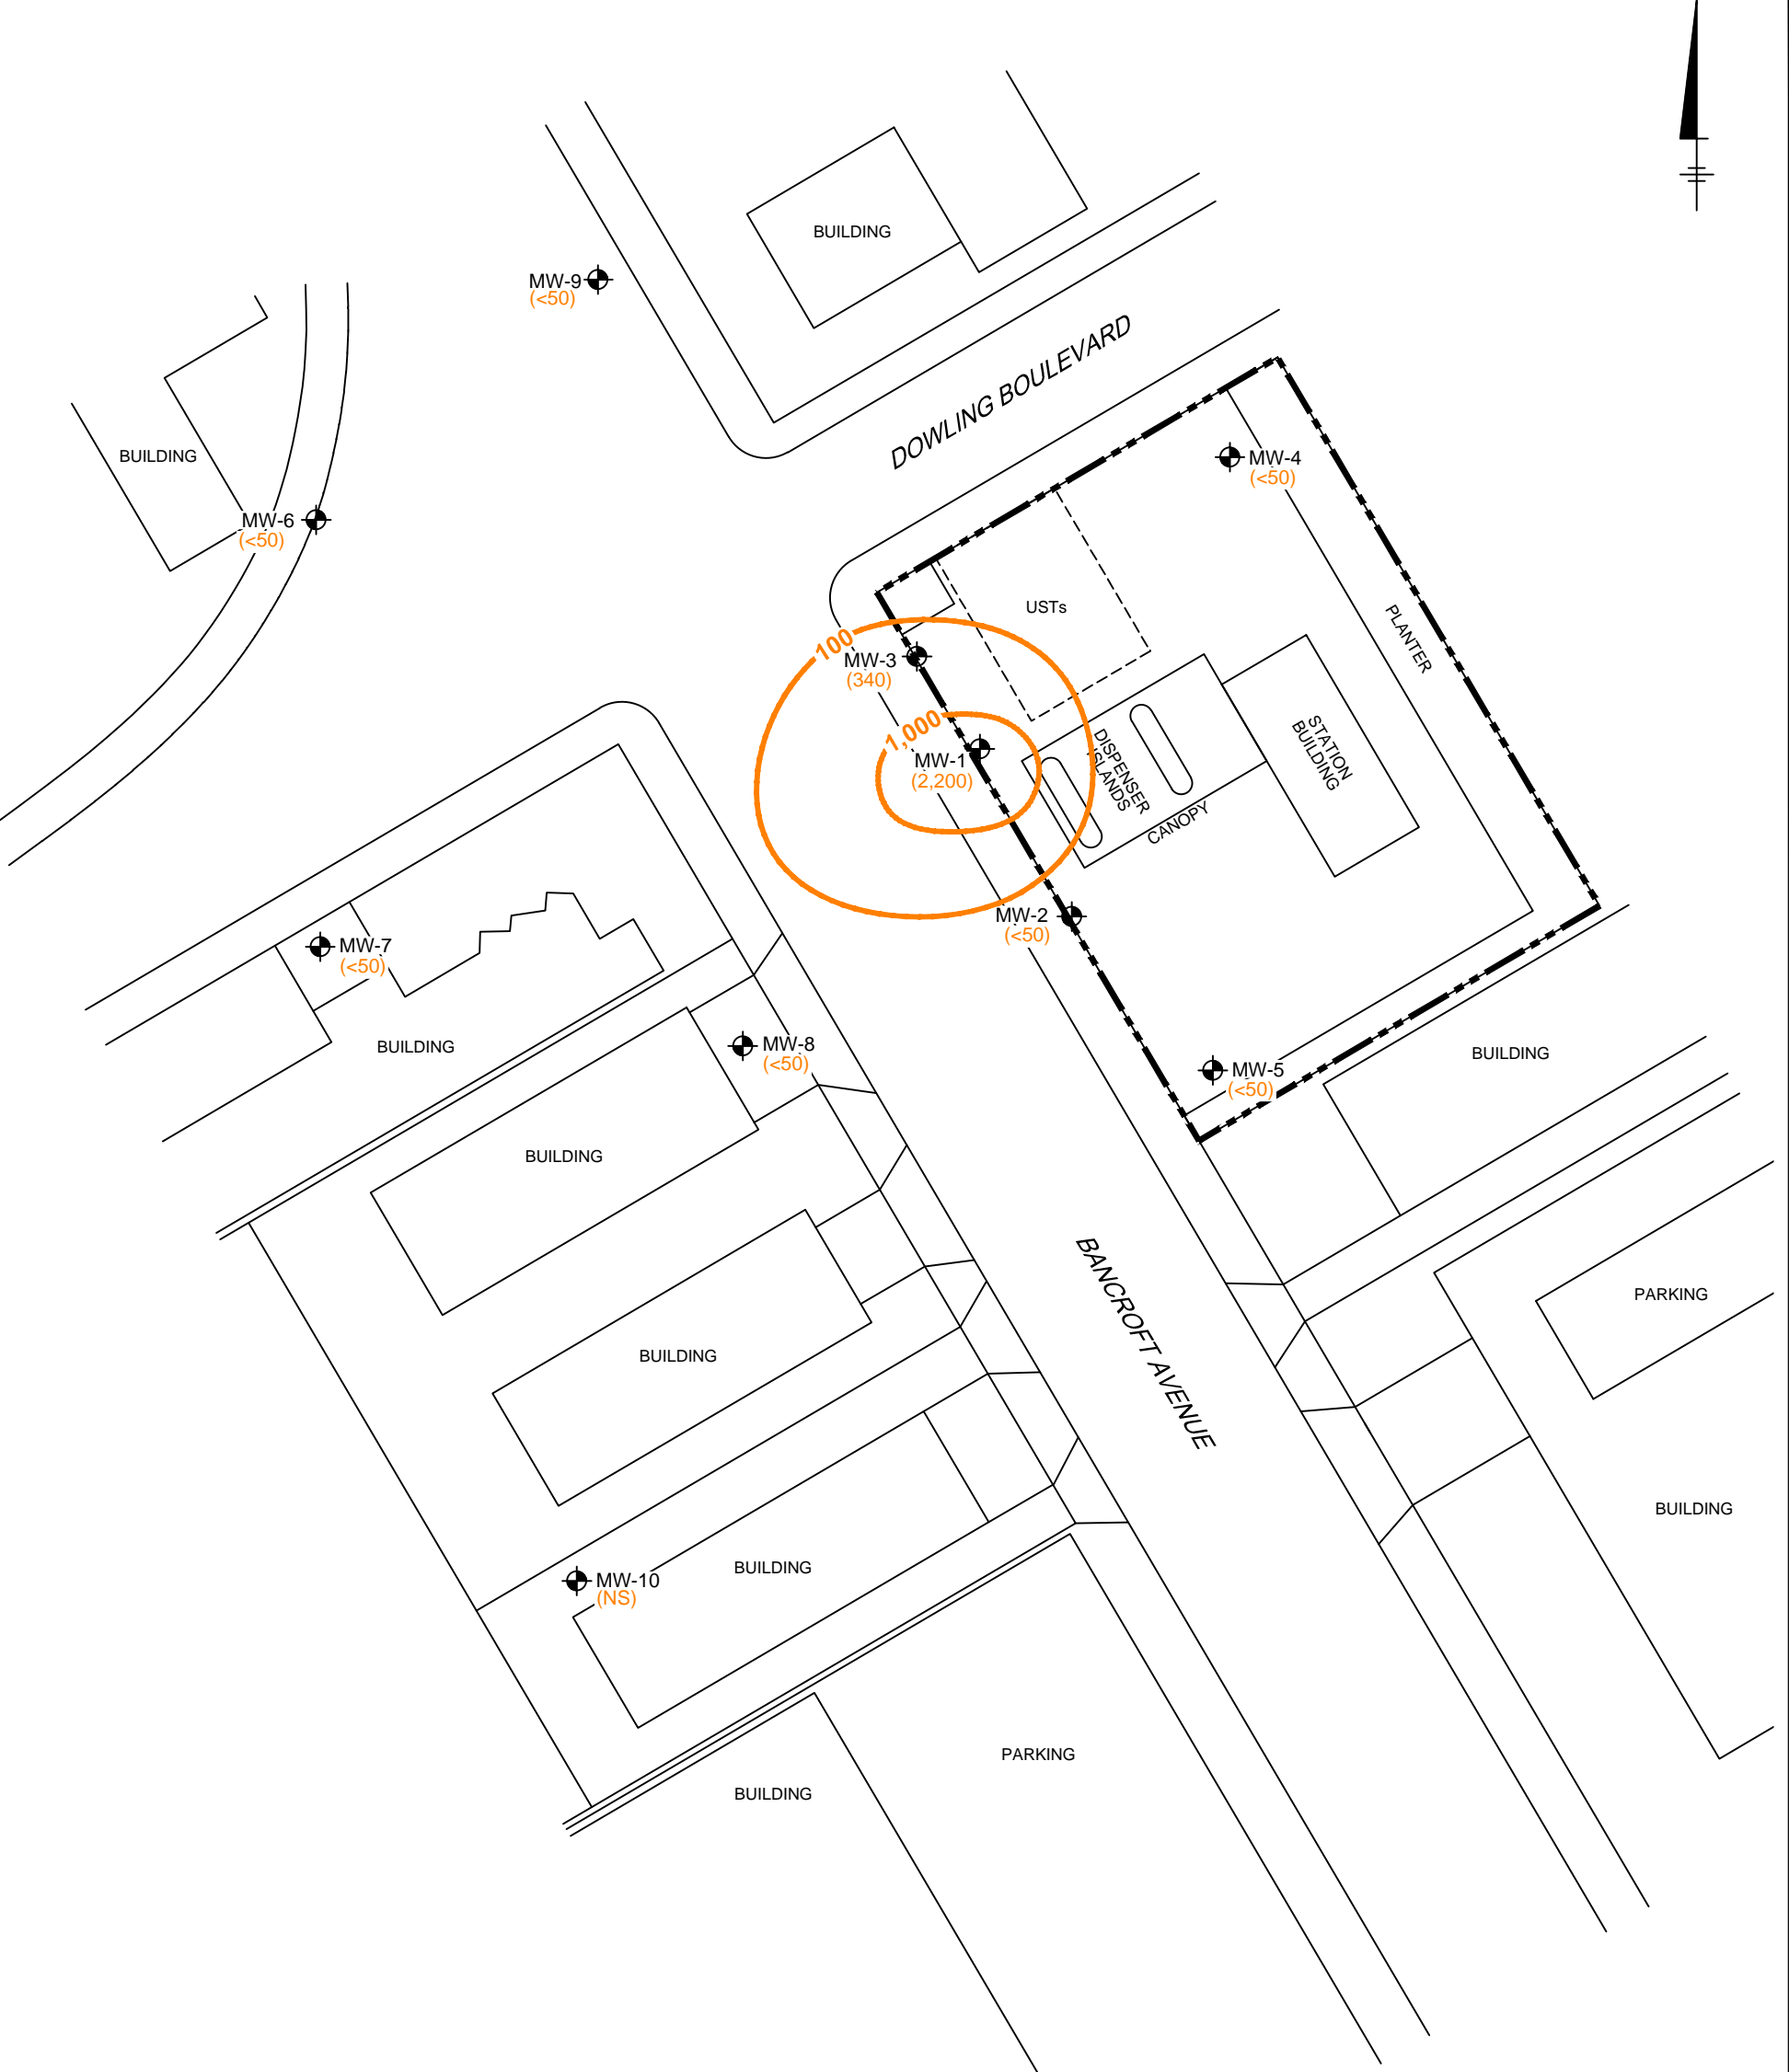 BUILDING
MW-9
(<50)
DOWLING BOULEVARD
BUILDING
MW-4
(<50)
MW-6
(<50)
USTs
PLANTER
100
MW-3
(340)
1,000
MW-1
(2,200)
DISPENSER
ISLANDS
CANOPY
STATION
BUILDING
MW-2
(<50)
MW-7
(<50)
BUILDING
MW-8
(<50)
MW-5
(<50)
BUILDING
BUILDING
BANCROFT AVENUE
PARKING
BUILDING
BUILDING
MW-10
(NS)
BUILDING
PARKING
BUILDING